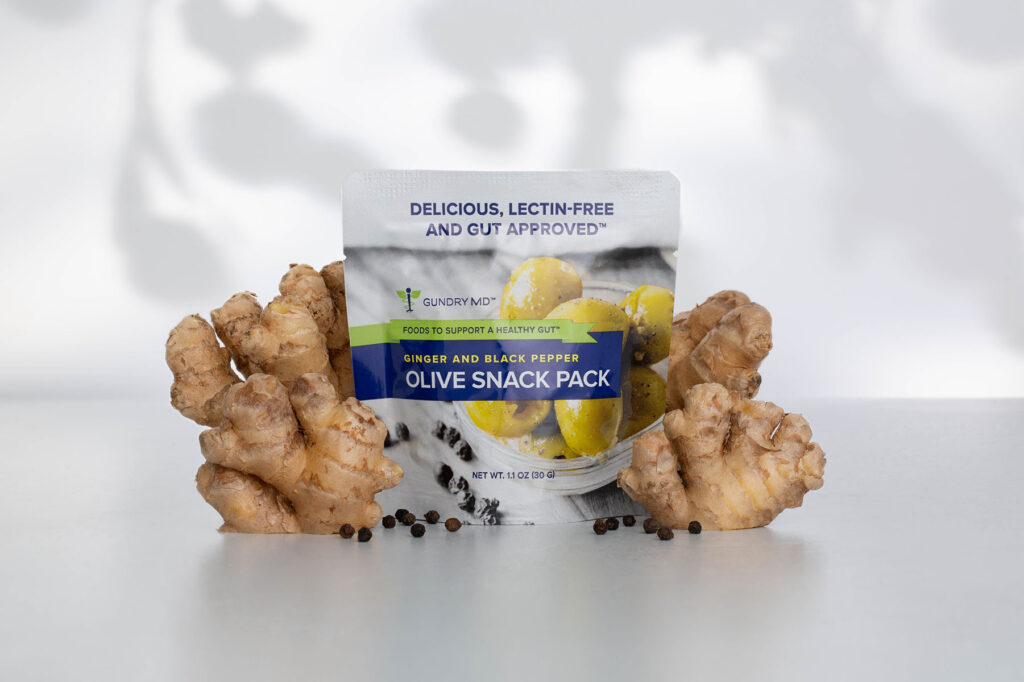 DELICIOUS, LECTIN-FREE
AND GUT APPROVED™
GUNDRY MD™
FOODS TO SUPPORT A HEALTHY GUT™
GINGER AND BLACK PEPPER
OLIVE SNACK PACK
NET WT. 1.1 OZ (30 G)